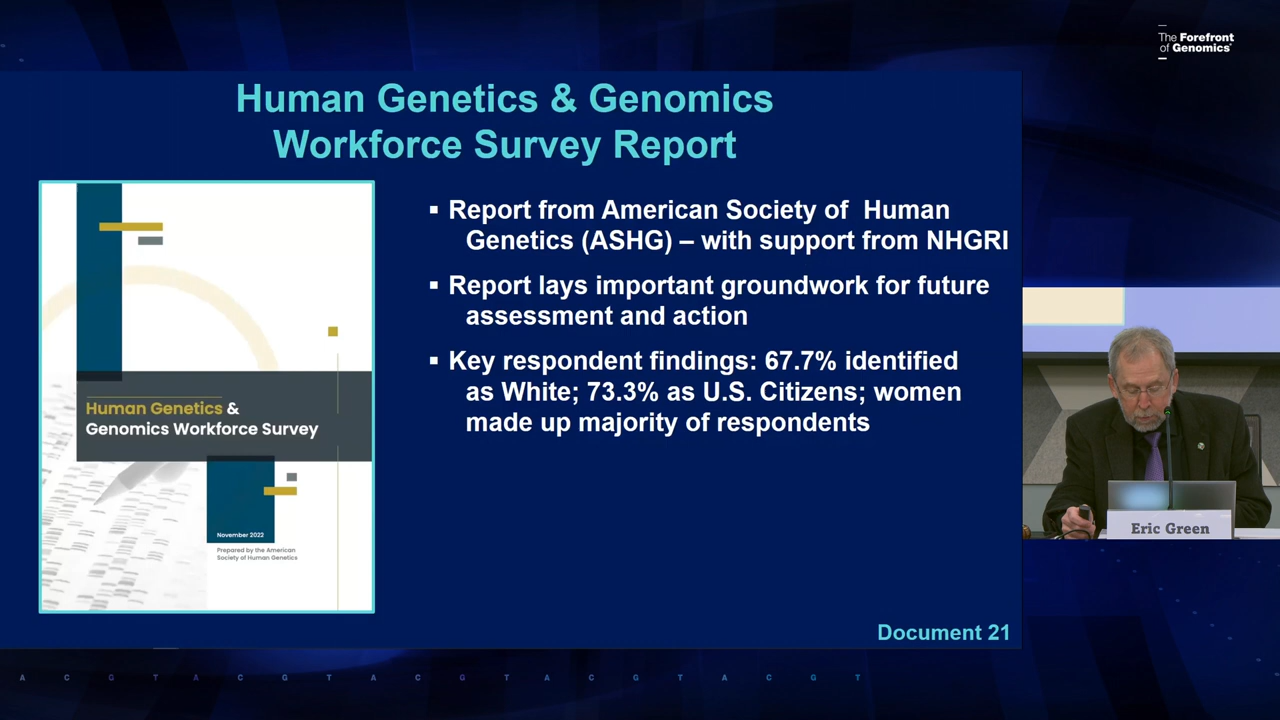 The Forefront
of Genomics®
Human Genetics & Genomics
Workforce Survey Report
Human Genetics &
Genomics Workforce Survey
November 2022
Prepared by the American
Society of Human Genetics
▪ Report from American Society of Human
Genetics (ASHG) – with support from NHGRI
▪ Report lays important groundwork for future
assessment and action
▪ Key respondent findings: 67.7% identified
as White; 73.3% as U.S. Citizens; women
made up majority of respondents
Document 21
Eric Green
A C G T A C G T A C G T A C G T A C G T